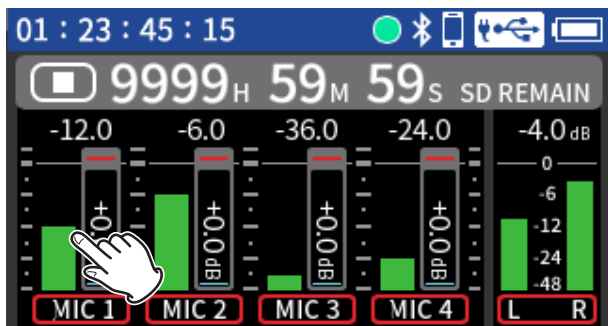 01 : 23 : 45 : 15
9999H 59M 59S SD REMAIN
-12.0 -6.0 -36.0 -24.0 -4.0 dB
0
-6
-12
-24
-48
+0.0dB +0.0dB +0.0dB
MIC 1 MIC 2 MIC 3 MIC 4 L R